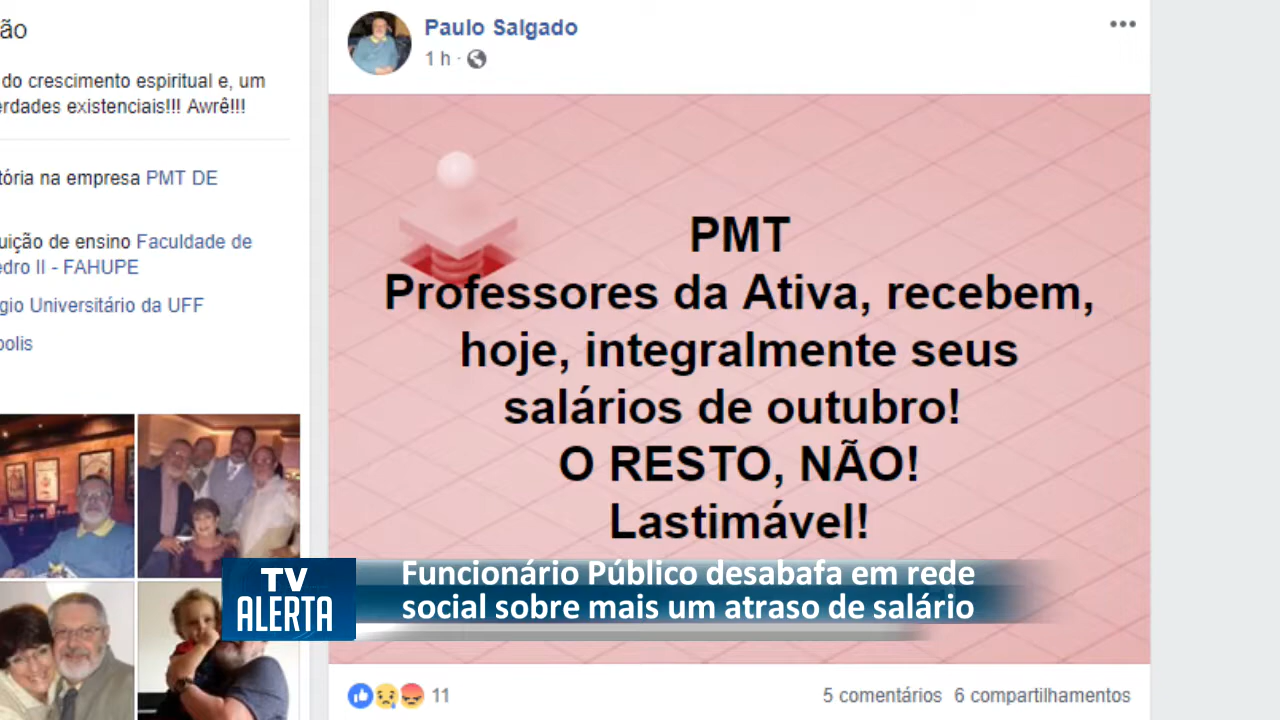 ão
do crescimento espiritual e, um
erdades existenciais!!! Awrê!!!
tória na empresa PMT DE
uição de ensino Faculdade de
edro II - FAHUPE
gio Universitário da UFF
polis
Paulo Salgado
1 h ·
PMT
Professores da Ativa, recebem,
hoje, integralmente seus
salários de outubro!
O RESTO, NÃO!
Lastimável!
TV
ALERTA
Funcionário Público desabafa em rede
social sobre mais um atraso de salário
11
5 comentários 6 compartilhamentos